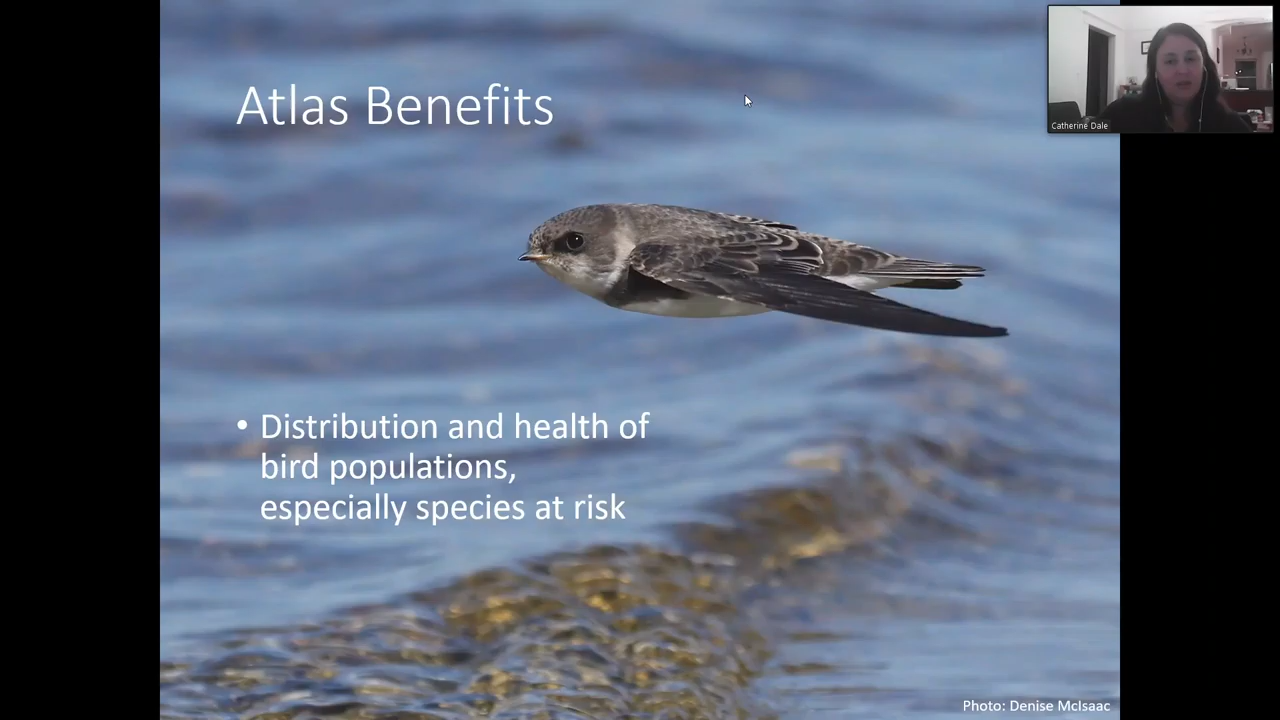 Atlas Benefits
Catherine Dale
• Distribution and health of
bird populations,
especially species at risk
Photo: Denise McIsaac